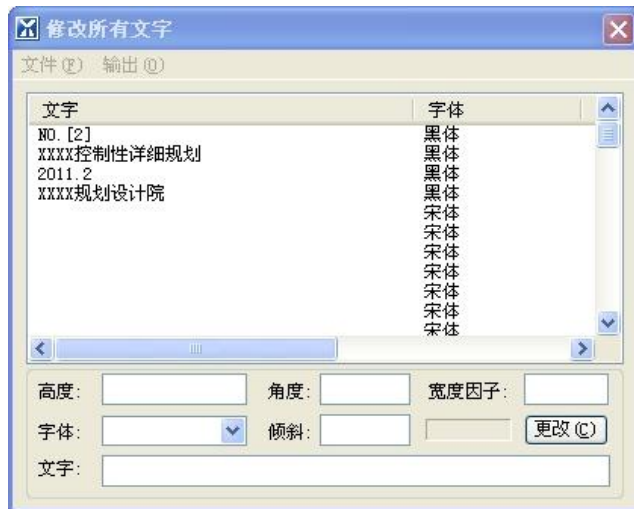 修改所有文字
文件(F) 输出(O)
文字 字体
NO.[2] 黑体
XXXX控制性详细规划 黑体
2011.2 黑体
XXXX规划设计院 黑体
宋体
宋体
宋体
宋体
宋体
宋体
宋体
高度: 角度: 宽度因子:
字体: 倾斜: 更改(C)
文字: